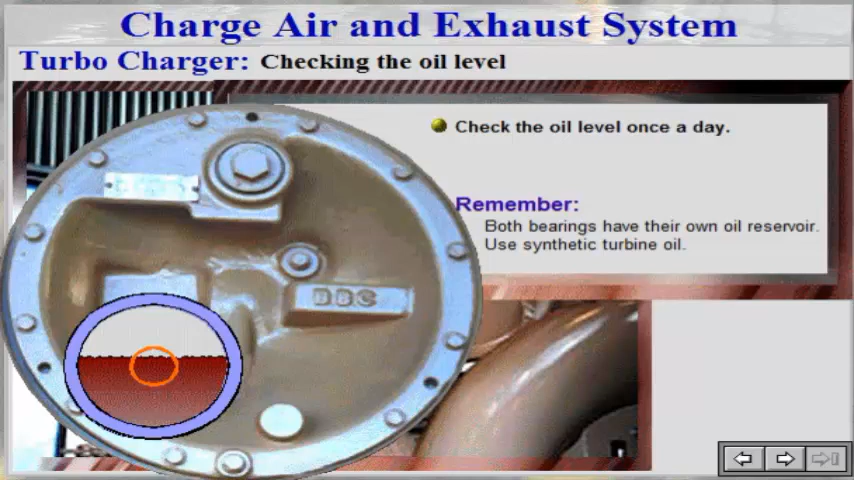 Charge Air and Exhaust System
Turbo Charger: Checking the oil level
Check the oil level once a day.
Remember:
Both bearings have their own oil reservoir.
Use synthetic turbine oil.
BBC